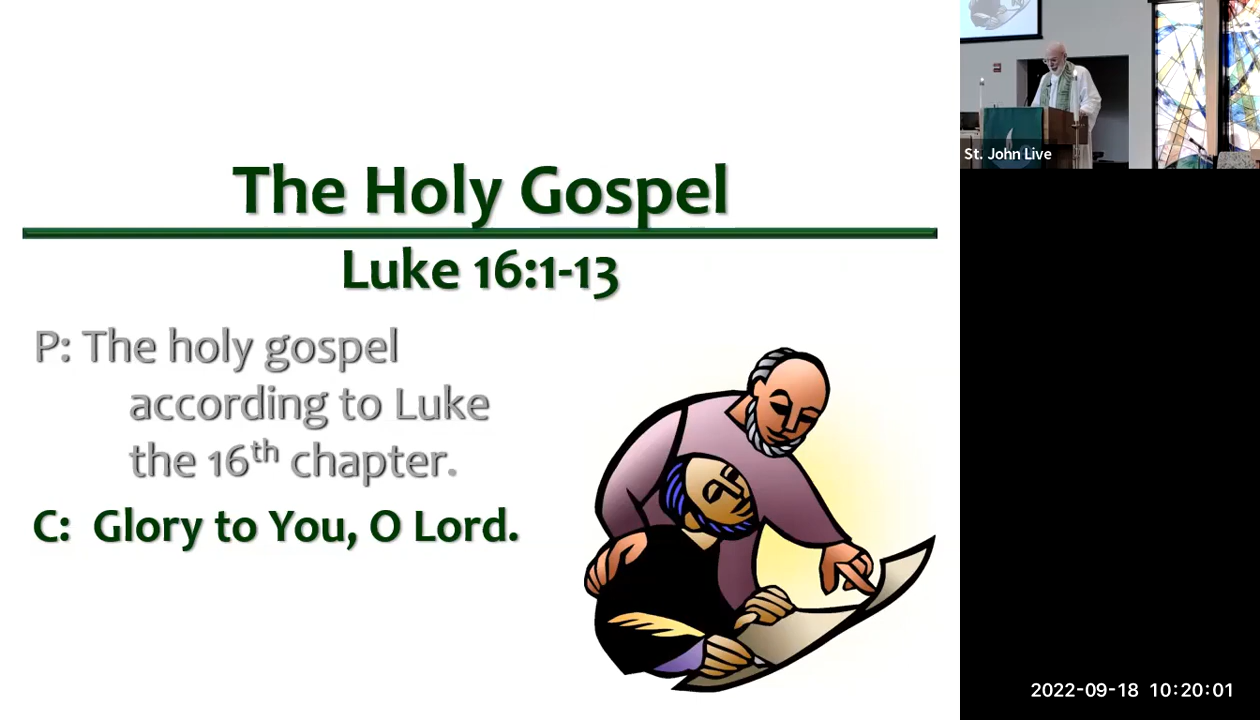 The Holy Gospel
Luke 16:1-13
P: The holy gospel
according to Luke
the 16th chapter.
C: Glory to You, O Lord.
St. John Live
2022-09-18 10:20:01